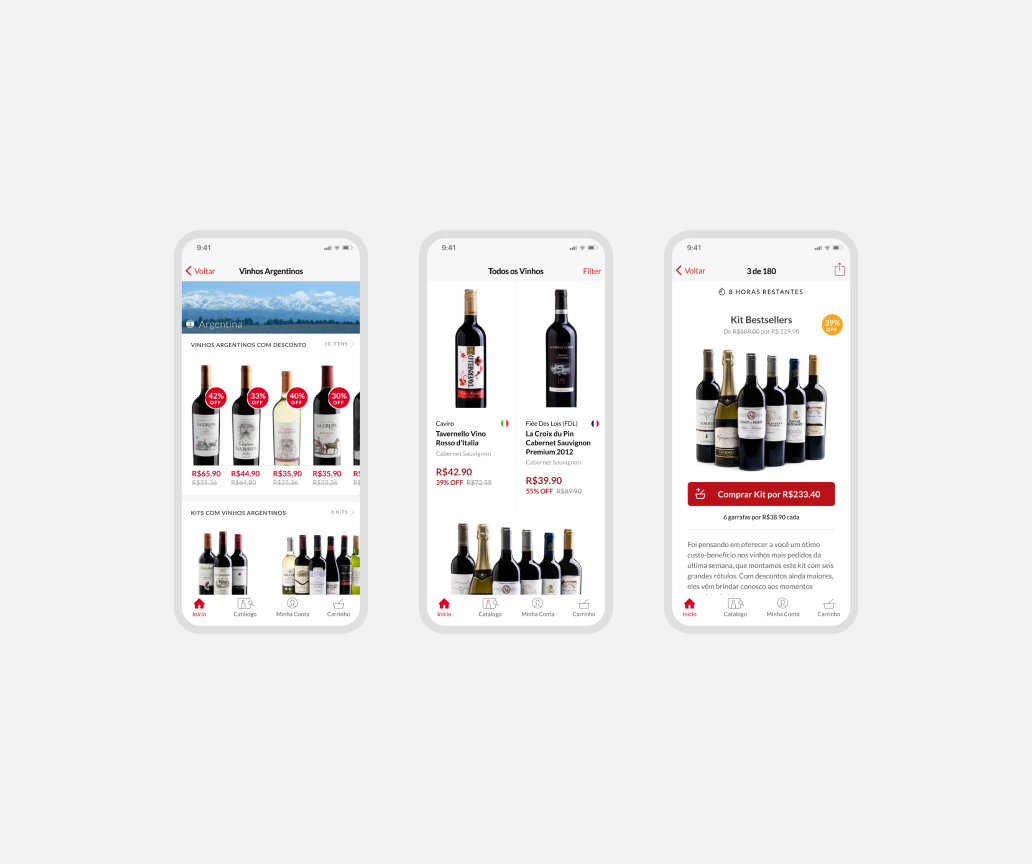 9:41
Voltar
Vinhos Argentinos
Argentina
VINHOS ARGENTINOS COM DESCONTO
10 ITENS
42% OFF
33% OFF
40% OFF
30% OFF
R$65,90
R$44,90
R$35,90
R$35,90
R$35,36
R$64,80
R$35,36
R$35,36
KITS COM VINHOS ARGENTINOS
6 KITS
Início
Catálogo
Minha Conta
Carrinho
9:41
Todos os Vinhos
Filter
TAVERNELLO
Caviro
Tavernello Vino
Rosso d'Italia
Cabernet Sauvignon
R$42.90
39% OFF R$72.55
Fiée Des Lois (FDL)
La Croix du Pin
Cabernet Sauvignon
Premium 2012
Cabernet Sauvignon
R$39.90
55% OFF R$89.90
Início
Catálogo
Minha Conta
Carrinho
9:41
Voltar
3 de 180
8 HORAS RESTANTES
Kit Bestsellers
De R$589.00 por R$ 229.90
39%
OFF
Comprar Kit por R$233.40
6 garrafas por R$38.90 cada
Foi pensando em oferecer a você um ótimo
custo-benefício nos vinhos mais pedidos da
última semana, que montamos este kit com seis
grandes rótulos. Com descontos ainda maiores,
eles vêm brindar conosco aos momentos
Início
Catálogo
Minha Conta
Carrinho